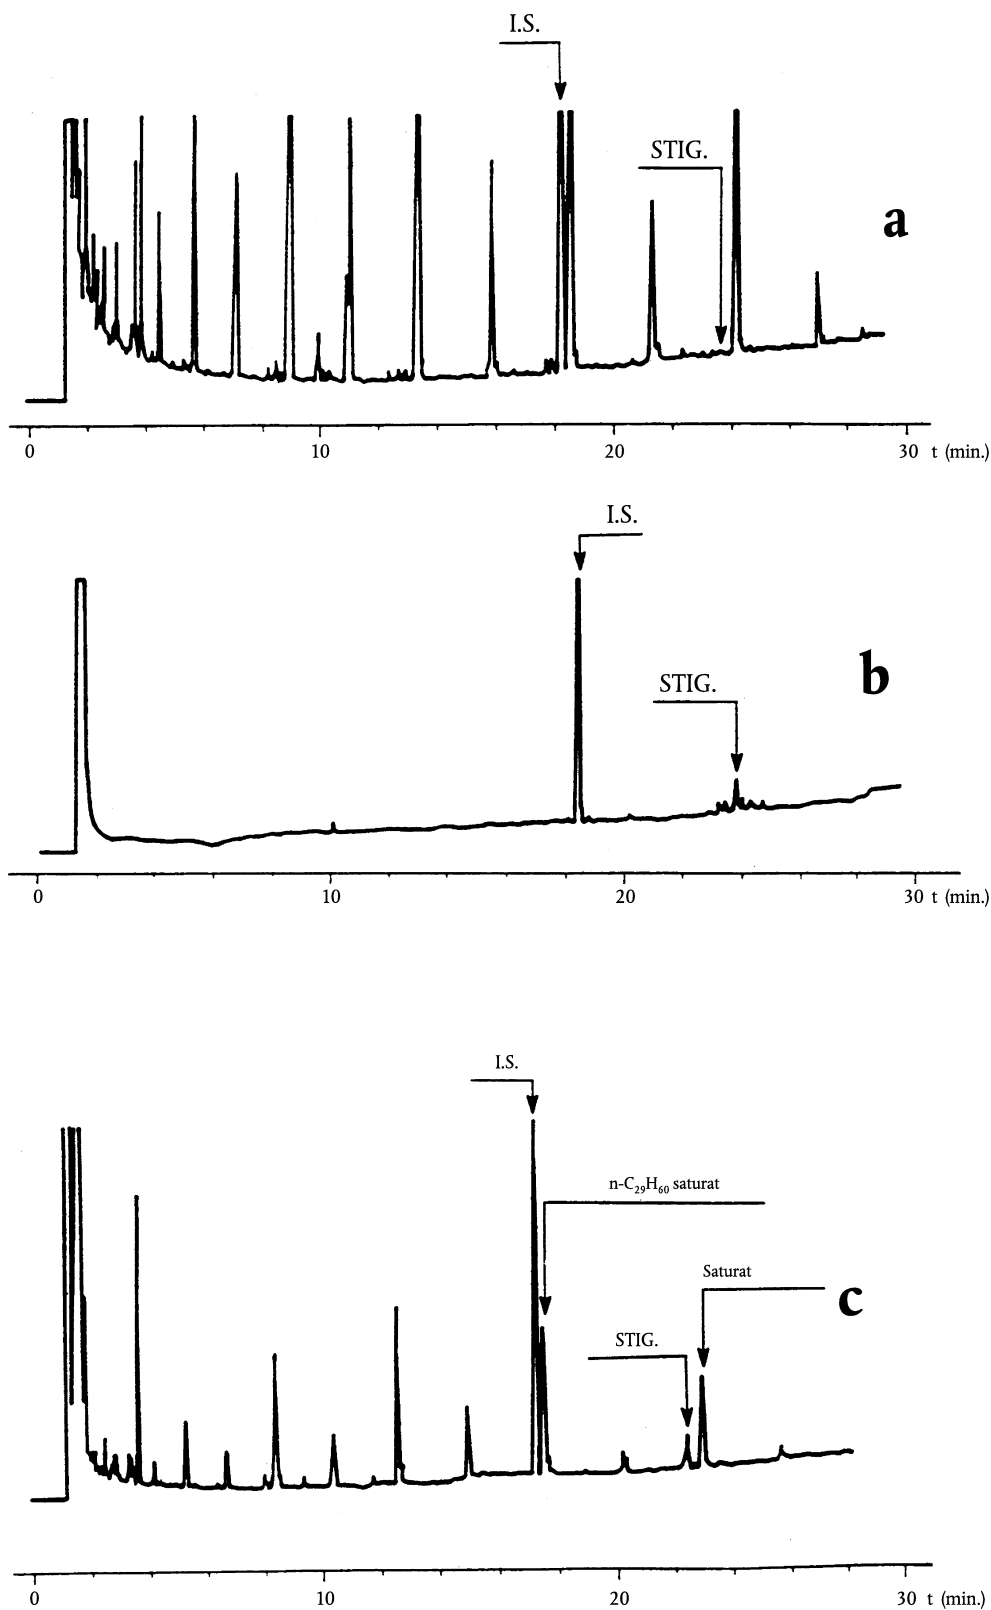 I.S.
STIG.
a
0 10 20 30 t (min.)
I.S.
STIG.
b
0 10 20 30 t (min.)
I.S.
n-C₂₉H₆₀ saturat
Saturat
STIG.
c
0 10 20 30 t (min.)